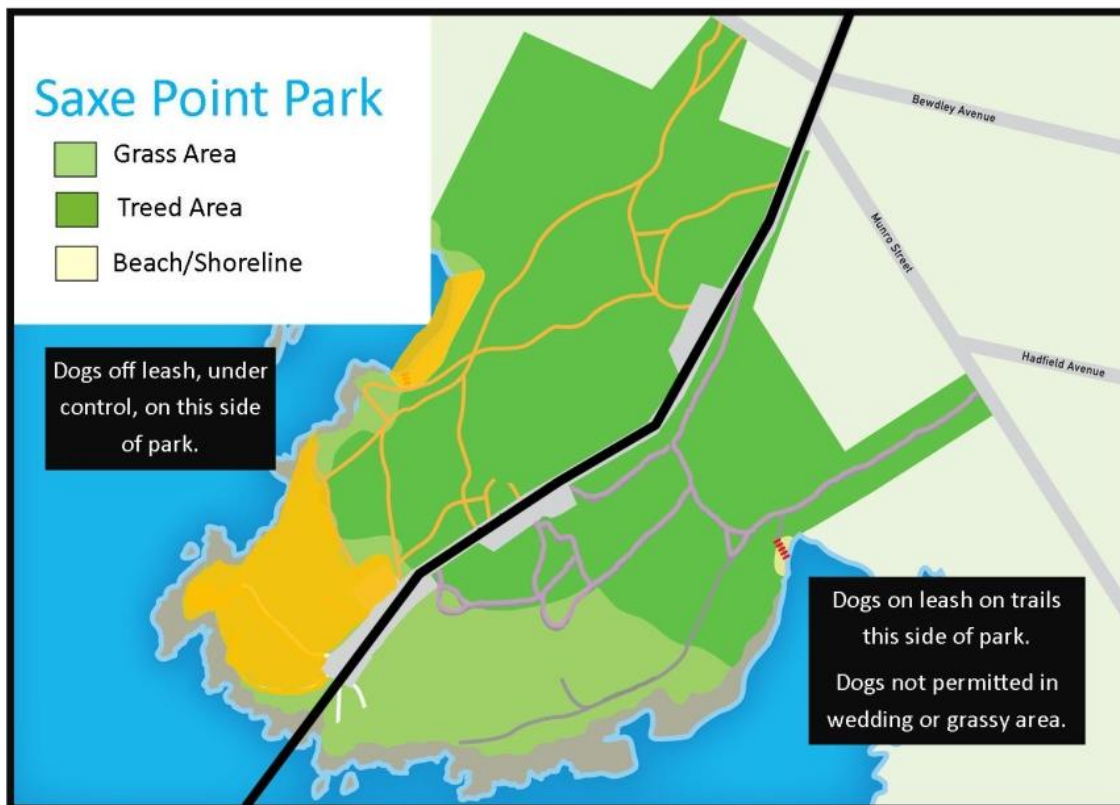 Saxe Point Park
Grass Area
Treed Area
Beach/Shoreline
Bewdley Avenue
Munro Street
Hadfield Avenue
Dogs off leash, under
control, on this side
of park.
Dogs on leash on trails
this side of park.
Dogs not permitted in
wedding or grassy area.